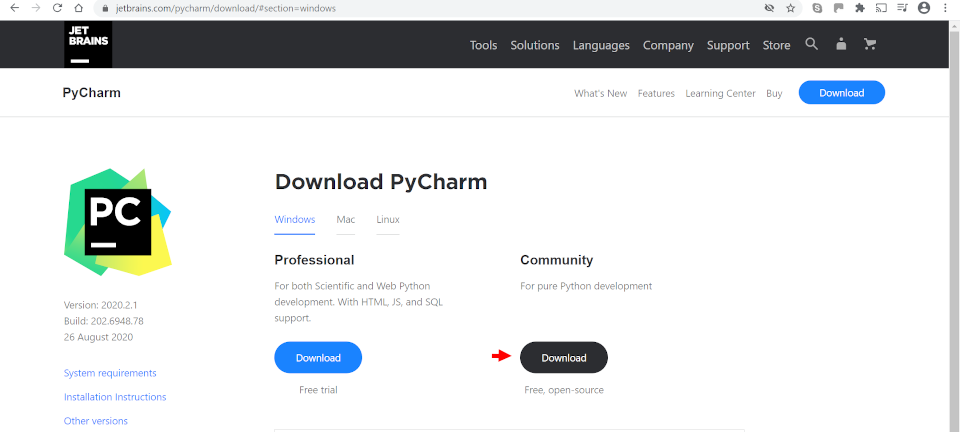 jetbrains.com/pycharm/download/#section=windows
JET
BRAINS
Tools Solutions Languages Company Support Store
PyCharm
What's New Features Learning Center Buy Download
Download PyCharm
PC
Windows Mac Linux
Professional Community
For both Scientific and Web Python For pure Python development
development. With HTML, JS, and SQL
support.
Version: 2020.2.1
Build: 202.6948.78
26 August 2020
Download Download
System requirements
Free trial Free, open-source
Installation Instructions
Other versions